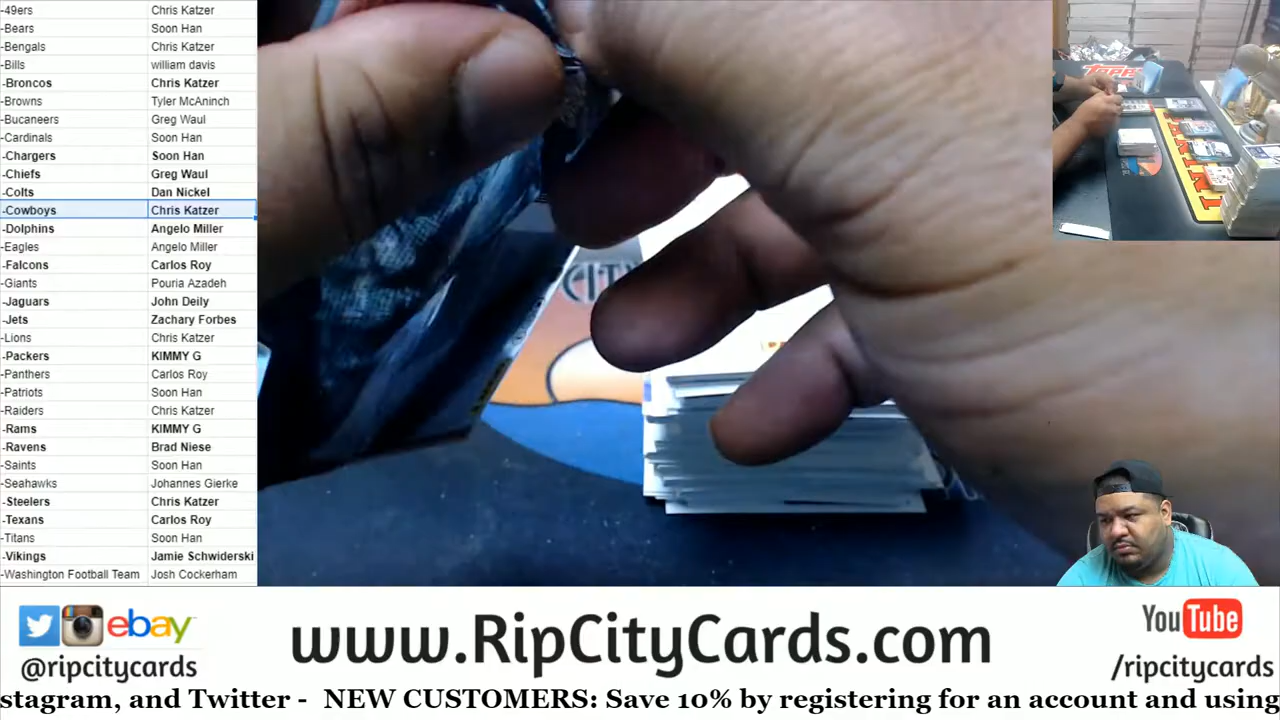 -49ers Chris Katzer
-Bears Soon Han
-Bengals Chris Katzer
-Bills william davis
-Broncos Chris Katzer
-Browns Tyler McAninch
-Bucaneers Greg Waul
-Cardinals Soon Han
-Chargers Soon Han
-Chiefs Greg Waul
-Colts Dan Nickel
-Cowboys Chris Katzer
-Dolphins Angelo Miller
-Eagles Angelo Miller
-Falcons Carlos Roy
-Giants Pouria Azadeh
-Jaguars John Deily
-Jets Zachary Forbes
-Lions Chris Katzer
-Packers KIMMY G
-Panthers Carlos Roy
-Patriots Soon Han
-Raiders Chris Katzer
-Rams KIMMY G
-Ravens Brad Niese
-Saints Soon Han
-Seahawks Johannes Gierke
-Steelers Chris Katzer
-Texans Carlos Roy
-Titans Soon Han
-Vikings Jamie Schwiderski
-Washington Football Team Josh Cockerham
TOPPS
PANINI
ebay
@ripcitycards
www.RipCityCards.com
YouTube
/ripcitycards
stagram, and Twitter - NEW CUSTOMERS: Save 10% by registering for an account and using